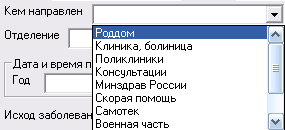 Кем направлен
Роддом
Отделение
Клиника, болиница
Поликлиники
Дата и время п
Консультации
Год
Минздрав России
Скорая помощь
Самотек
Исход заболеван
Военная часть